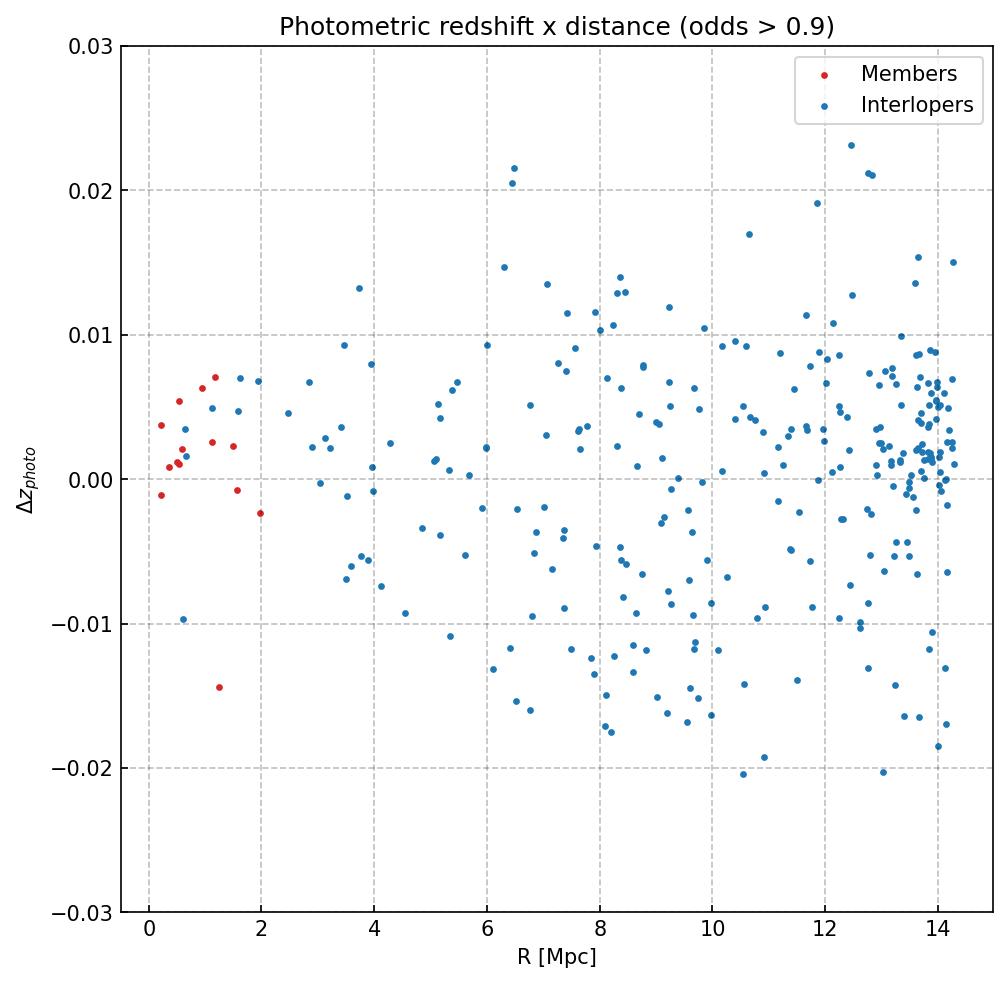 Photometric redshift x distance (odds > 0.9)
Members
Interlopers
0.03
0.02
0.01
0.00
−0.01
−0.02
−0.03
Δz_photo
0 2 4 6 8 10 12 14
R [Mpc]